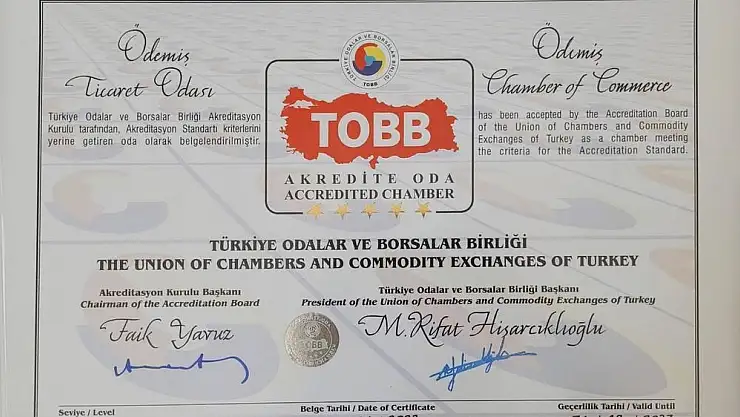 Ödemiş
Ticaret Odası
Türkiye Odalar ve Borsalar Birliği Akreditasyon
Kurulu tarafından, Akreditasyon Standartı kriterlerini
yerine getiren oda olarak belgelendirilmiştir.
TÜRKİYE ODALAR VE BORSALAR BİRLİĞİ
TOBB
TOBB
AKREDİTE ODA
ACCREDITED CHAMBER
Ödemiş
Chamber of Commerce
has been accepted by the Accreditation Board
of the Union of Chambers and Commodity
Exchanges of Turkey as a chamber meeting
the criteria for the Accreditation Standard.
TÜRKİYE ODALAR VE BORSALAR BİRLİĞİ
THE UNION OF CHAMBERS AND COMMODITY EXCHANGES OF TURKEY
Akreditasyon Kurulu Başkanı
Chairman of the Accreditation Board
Faik Yavuz
TOBB
Türkiye Odalar ve Borsalar Birliği Başkanı
President of the Union of Chambers and Commodity Exchanges of Turkey
M.Rifat Hisarcıklıoğlu
Seviye / Level
Belge Tarihi / Date of Certificate
Geçerlilik Tarihi / Valid Until